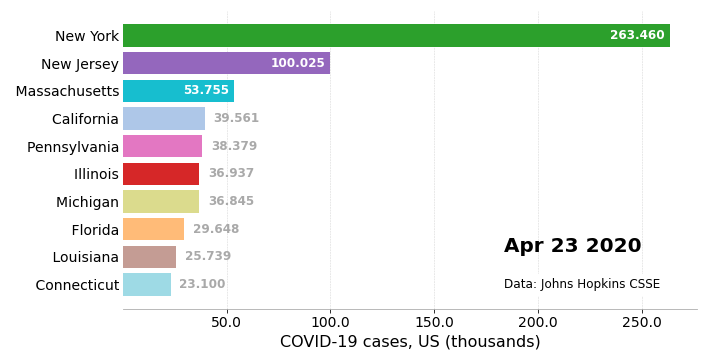 New York 263.460
New Jersey 100.025
Massachusetts 53.755
California 39.561
Pennsylvania 38.379
Illinois 36.937
Michigan 36.845
Florida 29.648
Louisiana 25.739
Connecticut 23.100
Apr 23 2020
Data: Johns Hopkins CSSE
50.0 100.0 150.0 200.0 250.0
COVID-19 cases, US (thousands)